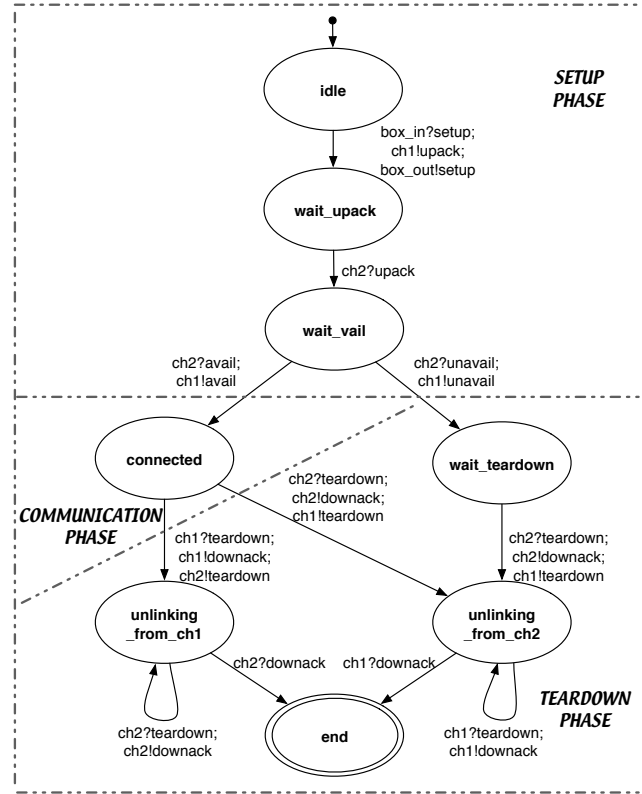 idle
SETUP
PHASE
box_in?setup;
ch1!upack;
box_out!setup
wait_upack
ch2?upack
wait_vail
ch2?avail;
ch1!avail
ch2?unavail;
ch1!unavail
connected
wait_teardown
ch2?teardown;
ch2!downack;
ch1!teardown
COMMUNICATION
PHASE
ch1?teardown;
ch1!downack;
ch2!teardown
ch2?teardown;
ch2!downack;
ch1!teardown
unlinking
_from_ch1
unlinking
_from_ch2
ch2?downack
ch1?downack
TEARDOWN
PHASE
ch2?teardown;
ch2!downack
end
ch1?teardown;
ch1!downack